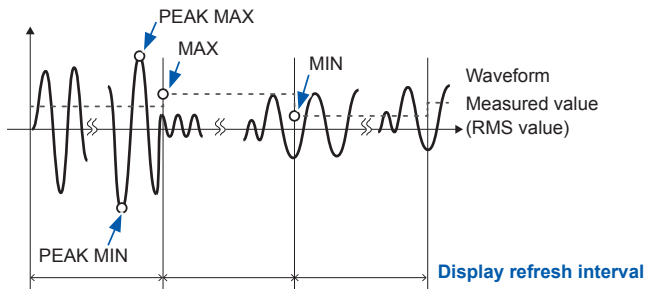 PEAK MAX
MAX
MIN
Waveform
Measured value
(RMS value)
PEAK MIN
Display refresh interval